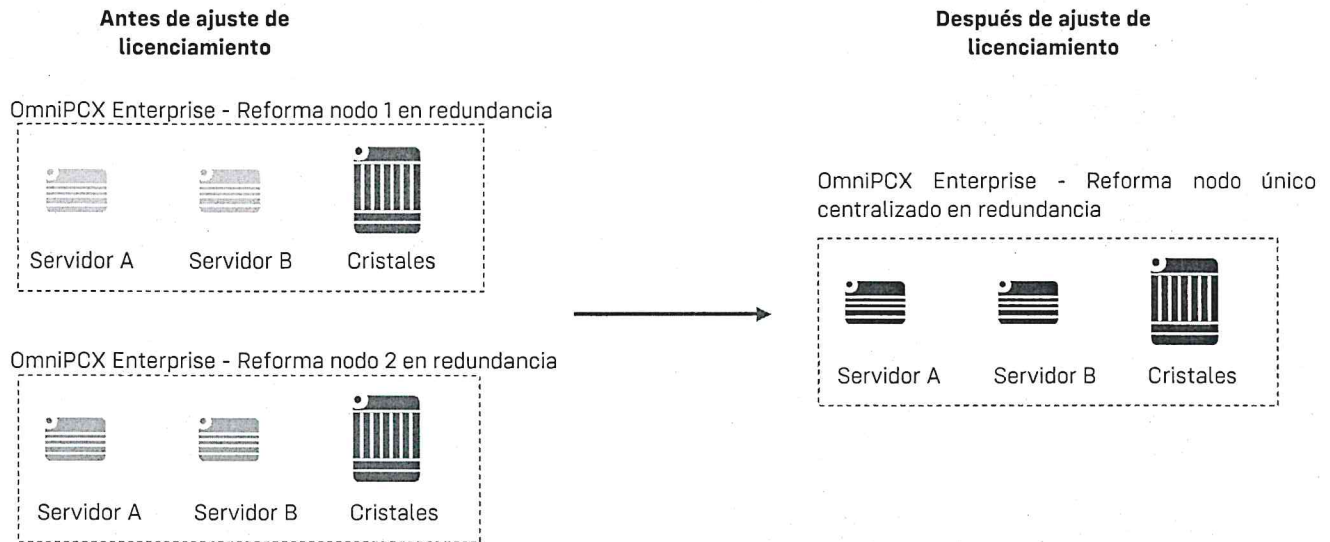 Antes de ajuste de
licenciamiento
OmniPCX Enterprise - Reforma nodo 1 en redundancia
Servidor A Servidor B Cristales
OmniPCX Enterprise - Reforma nodo 2 en redundancia
Servidor A Servidor B Cristales
Después de ajuste de
licenciamiento
OmniPCX Enterprise - Reforma nodo único
centralizado en redundancia
Servidor A Servidor B Cristales